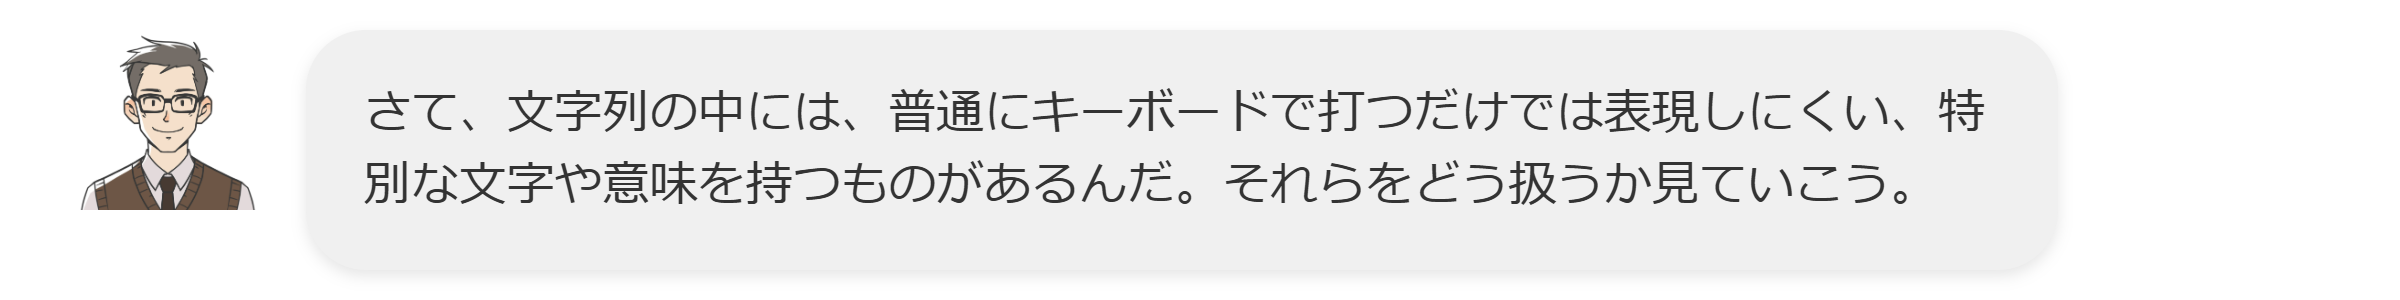 さて、文字列の中には、普通にキーボードで打つだけでは表現しにくい、特
別な文字や意味を持つものがあるんだ。それらをどう扱うか見ていこう。